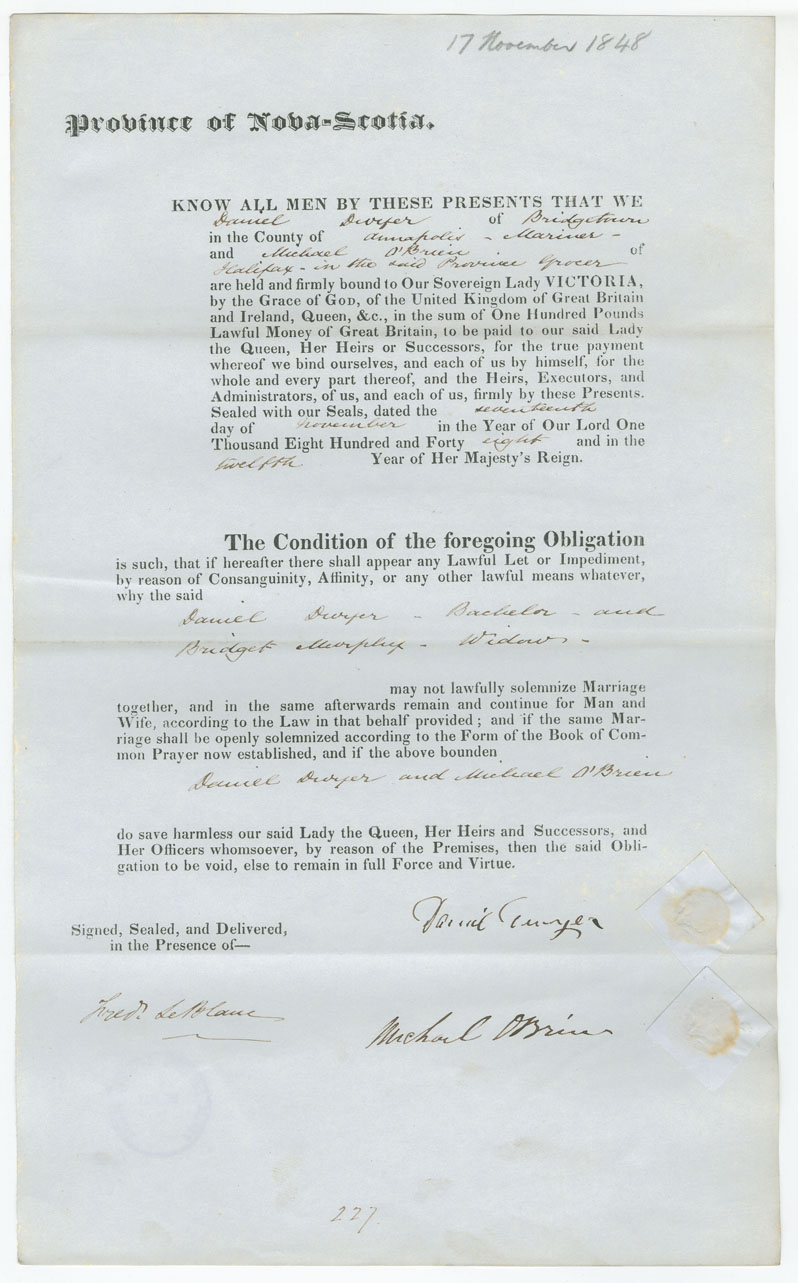 17 November 1848
Province of Nova-Scotia.
KNOW ALL MEN BY THESE PRESENTS THAT WE
Daniel Dwyer of Bridgetown
in the County of Annapolis - Mariner -
and Michael O'Brien of
Halifax - in the said Province Grocer
are held and firmly bound to Our Sovereign Lady VICTORIA,
by the Grace of GOD, of the United Kingdom of Great Britain
and Ireland, Queen, &c., in the sum of One Hundred Pounds
Lawful Money of Great Britain, to be paid to our said Lady
the Queen, Her Heirs or Successors, for the true payment
whereof we bind ourselves, and each of us by himself, for the
whole and every part thereof, and the Heirs, Executors, and
Administrators, of us, and each of us, firmly by these Presents.
Sealed with our Seals, dated the seventeenth
day of November in the Year of Our Lord One
Thousand Eight Hundred and Forty eight and in the
twelfth Year of Her Majesty's Reign.
The Condition of the foregoing Obligation
is such, that if hereafter there shall appear any Lawful Let or Impediment,
by reason of Consanguinity, Affinity, or any other lawful means whatever,
why the said
Daniel Dwyer - Bachelor - and
Bridget Murphy - Widow -
may not lawfully solemnize Marriage
together, and in the same afterwards remain and continue for Man and
Wife, according to the Law in that behalf provided; and if the same Mar-
riage shall be openly solemnized according to the Form of the Book of Com-
mon Prayer now established, and if the above bounden
Daniel Dwyer and Michael O'Brien
do save harmless our said Lady the Queen, Her Heirs and Successors, and
Her Officers whomsoever, by reason of the Premises, then the said Obli-
gation to be void, else to remain in full Force and Virtue.
Signed, Sealed, and Delivered,
in the Presence of—
Daniel Dwyer
Fredk LeBlanc
Michael O'Brien
227